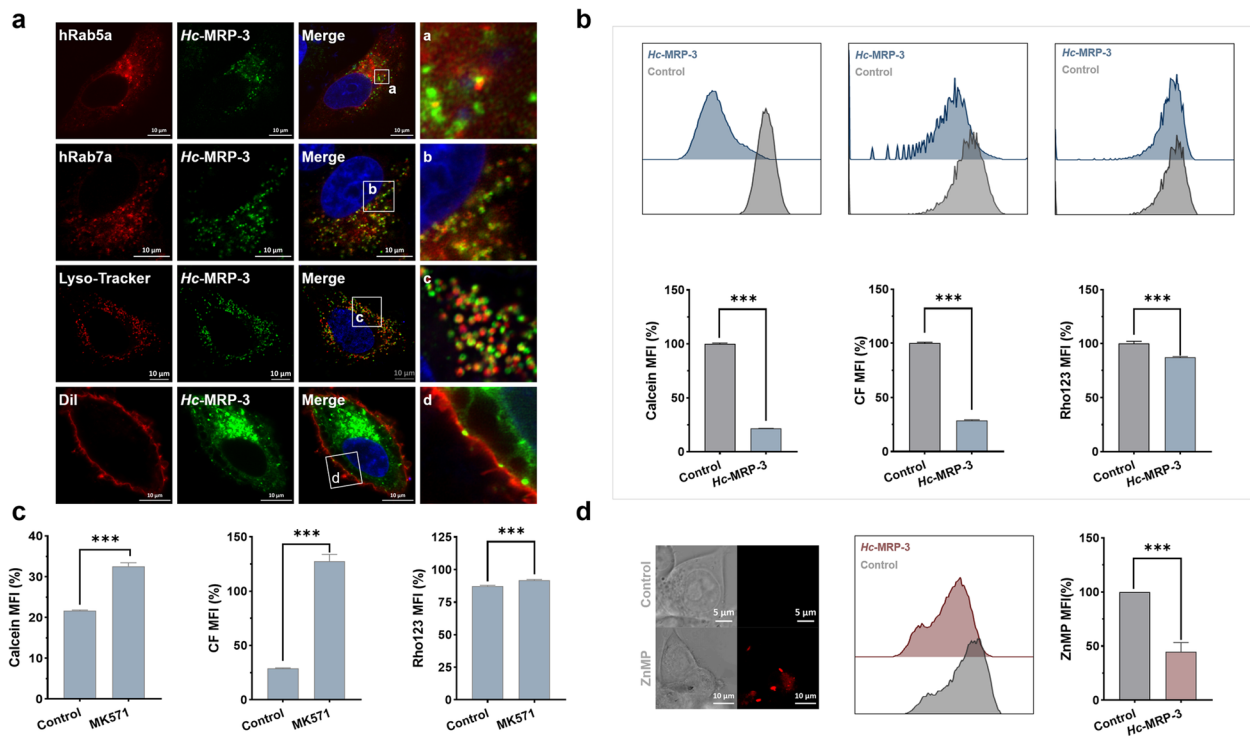 a
hRab5a
Hc-MRP-3
Merge
a
a
10 µm
10 µm
10 µm
hRab7a
Hc-MRP-3
Merge
b
b
10 µm
10 µm
10 µm
Lyso-Tracker
Hc-MRP-3
Merge
c
c
10 µm
10 µm
10 µm
Dil
Hc-MRP-3
Merge
d
d
10 µm
10 µm
10 µm
b
Hc-MRP-3
Control
Hc-MRP-3
Control
Hc-MRP-3
Control
Calcein MFI (%)
150
100
50
0
***
Control
Hc-MRP-3
CF MFI (%)
150
100
50
0
***
Control
Hc-MRP-3
Rho123 MFI (%)
150
100
50
0
***
Control
Hc-MRP-3
c
Calcein MFI (%)
40
30
20
10
0
***
Control
MK571
CF MFI (%)
150
100
50
0
***
Control
MK571
Rho123 MFI (%)
125
100
75
50
25
0
***
Control
MK571
d
Control
5 µm
5 µm
ZnMP
10 µm
10 µm
Hc-MRP-3
Control
ZnMP MFI(%)
150
100
50
0
***
Control
Hc-MRP-3